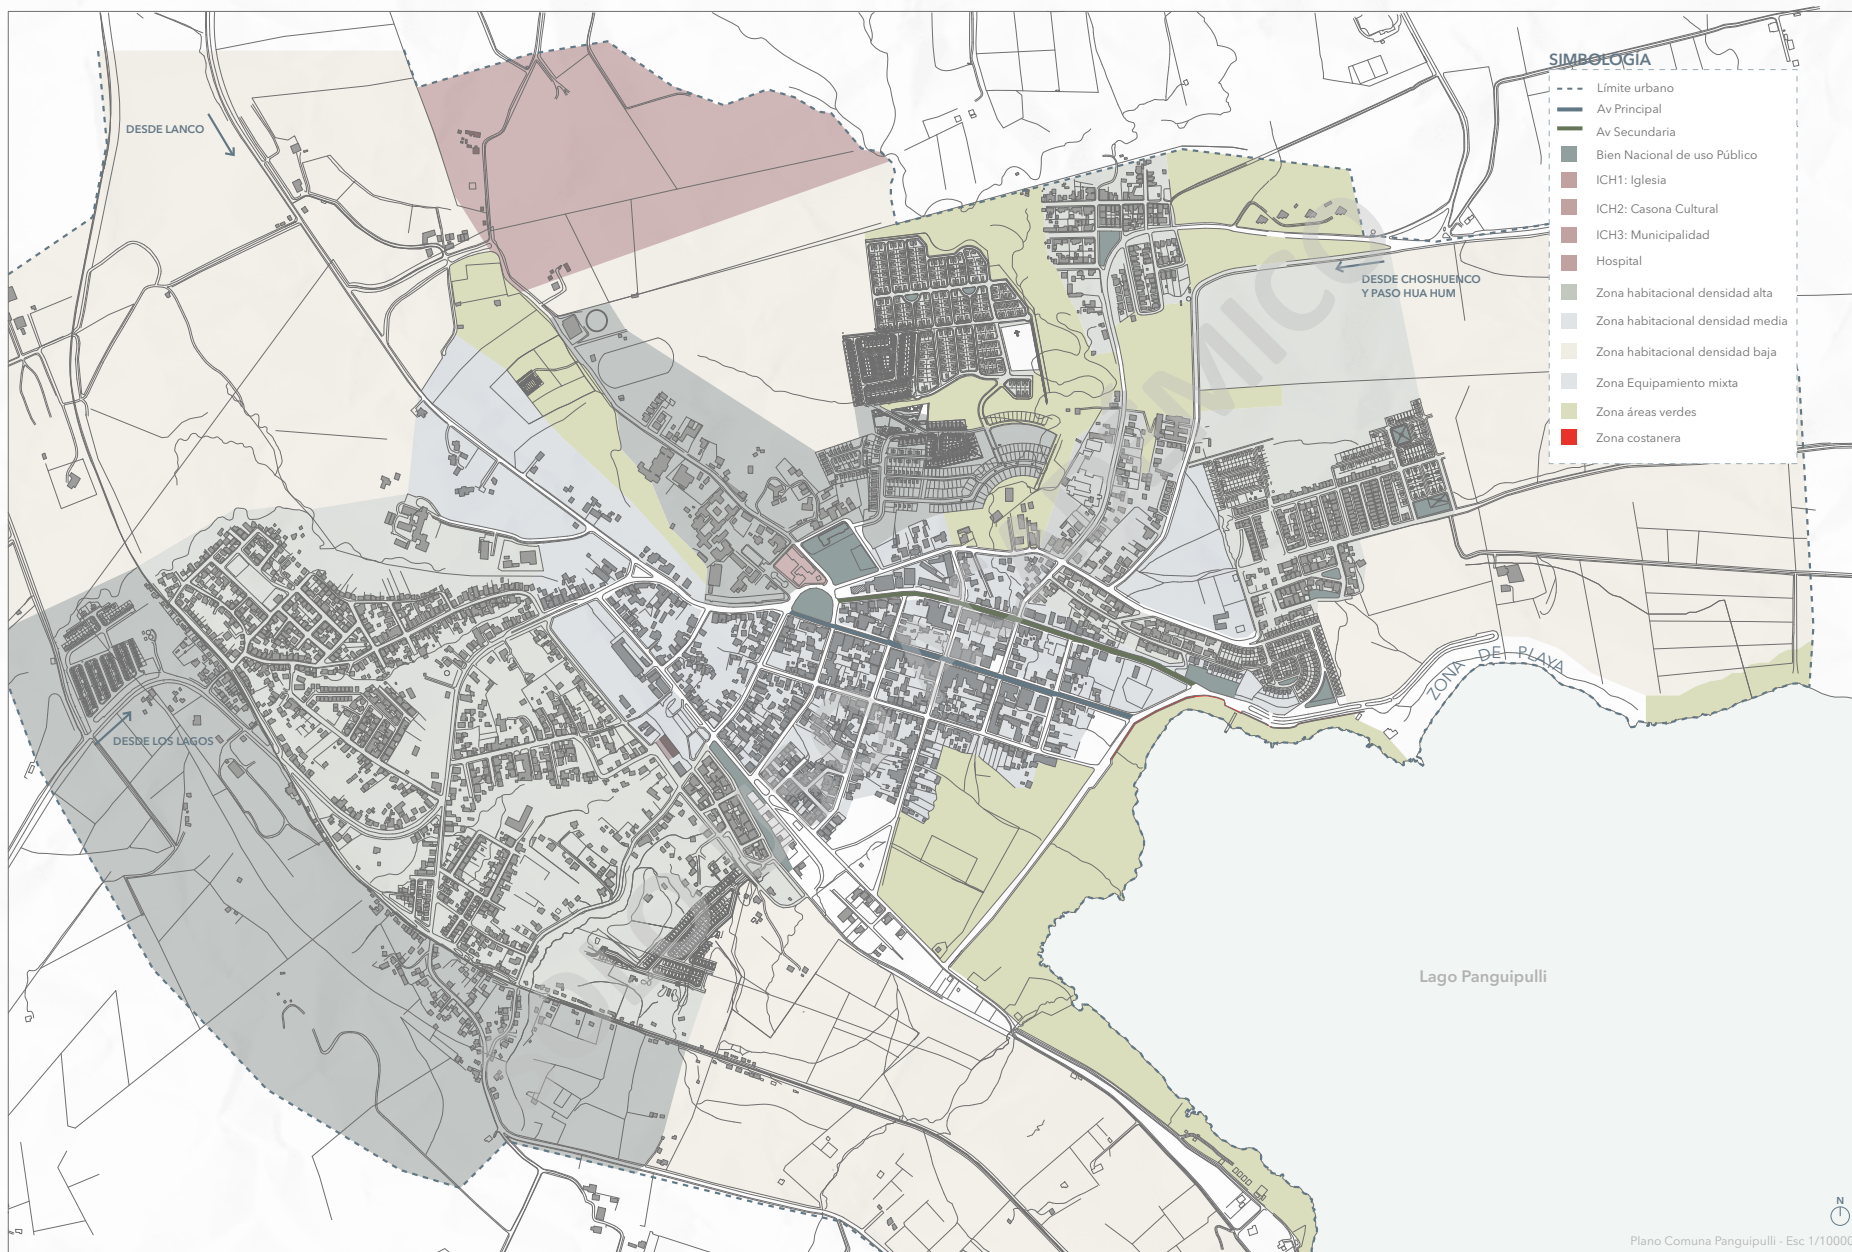 SIMBOLOGÍA
Límite urbano
Av Principal
Av Secundaria
Bien Nacional de uso Público
ICH1: Iglesia
ICH2: Casona Cultural
ICH3: Municipalidad
Hospital
Zona habitacional densidad alta
Zona habitacional densidad media
Zona habitacional densidad baja
Zona Equipamiento mixta
Zona áreas verdes
Zona costanera
DESDE LANCO
DESDE CHOSHUENCO
Y PASO HUA HUM
ZONA DE PLAYA
DESDE LOS LAGOS
Lago Panguipulli
N
Plano Comuna Panguipulli - Esc 1/10000